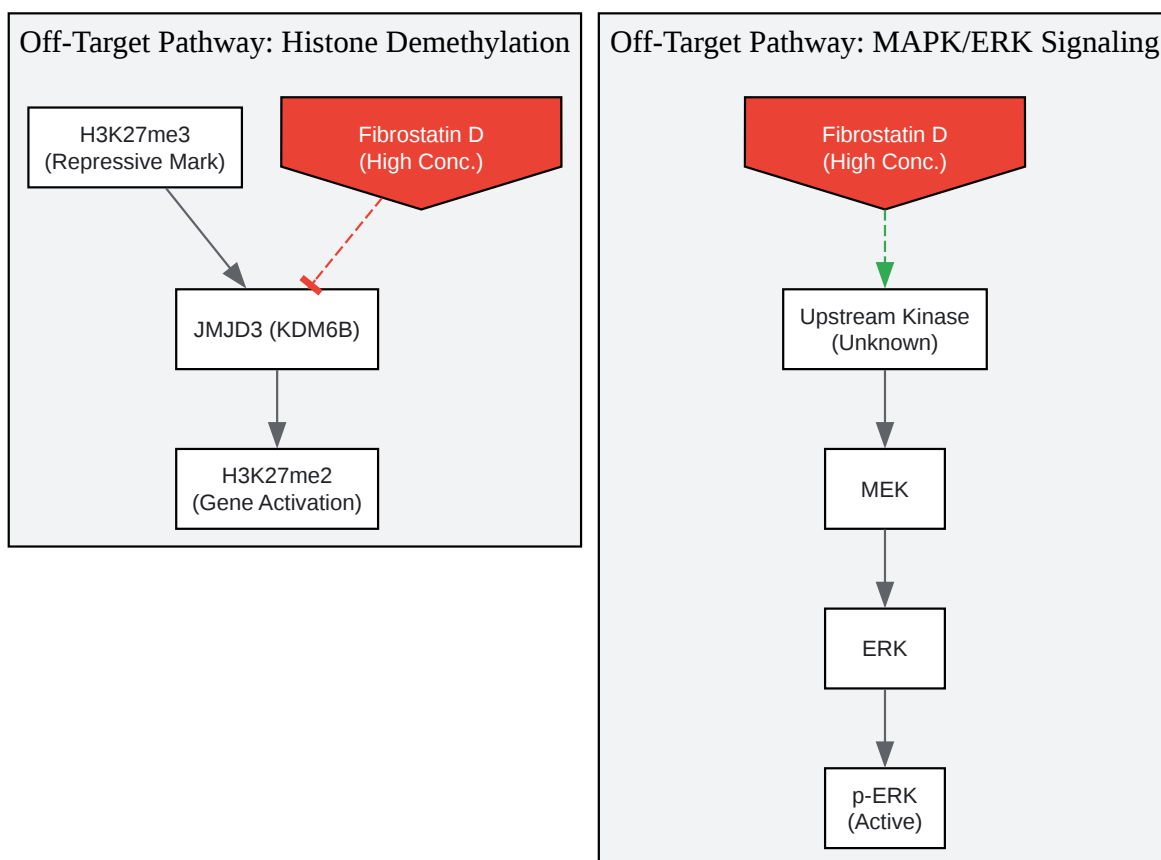 Off-Target Pathway: Histone Demethylation
H3K27me3
(Repressive Mark)
Fibrostatin D
(High Conc.)
JMJD3 (KDM6B)
H3K27me2
(Gene Activation)
Off-Target Pathway: MAPK/ERK Signaling
Fibrostatin D
(High Conc.)
Upstream Kinase
(Unknown)
MEK
ERK
p-ERK
(Active)